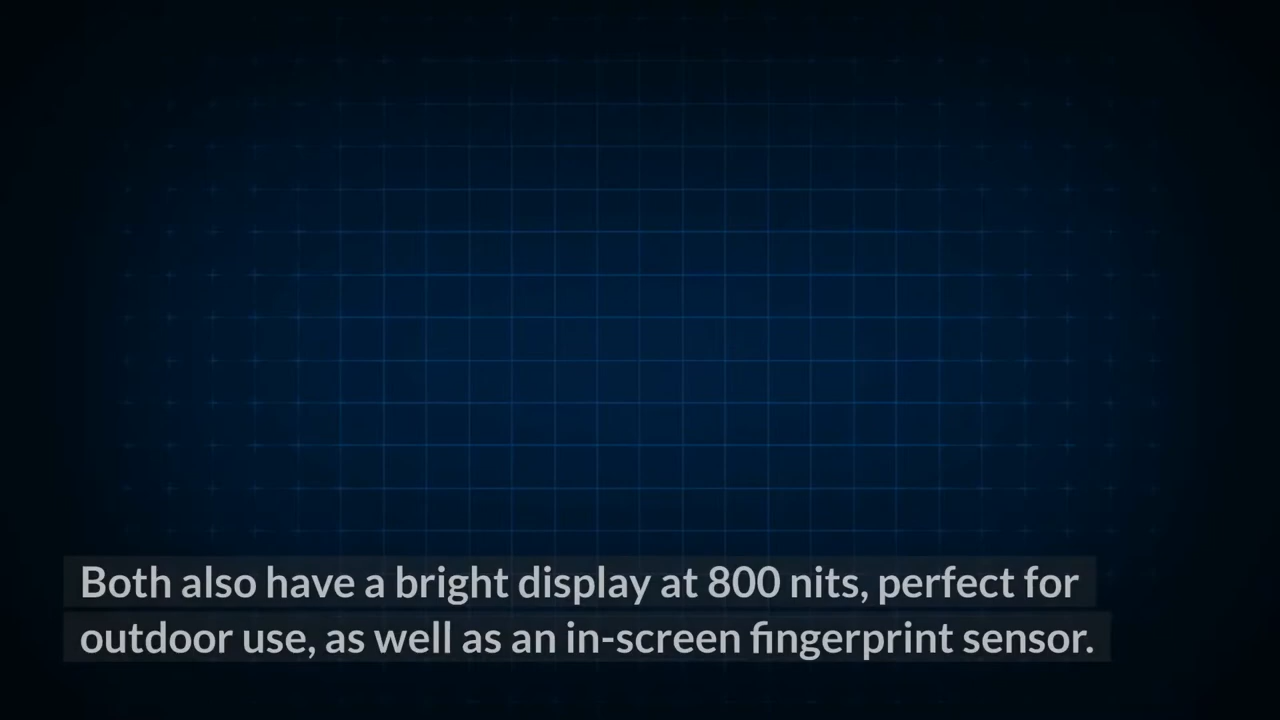 Both also have a bright display at 800 nits, perfect for
outdoor use, as well as an in-screen fingerprint sensor.